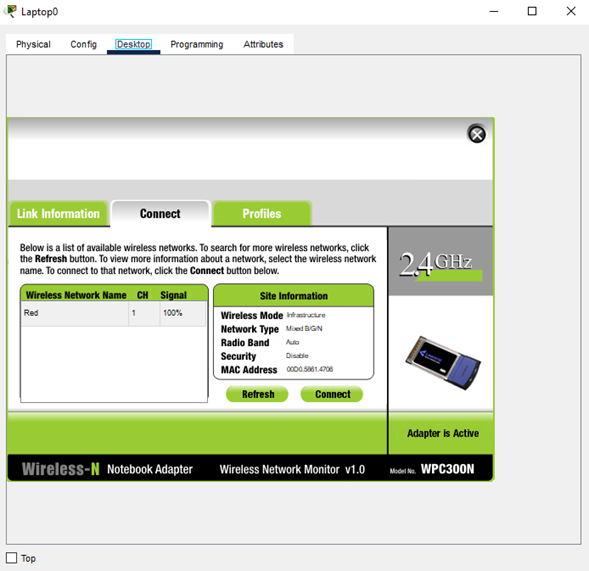 Laptop0
Physical Config Desktop Programming Attributes
Link Information Connect Profiles
Below is a list of available wireless networks. To search for more wireless networks, click
the Refresh button. To view more information about a network, select the wireless network
name. To connect to that network, click the Connect button below.
2.4GHz
Wireless Network Name CH Signal
Red 1 100%
Site Information
Wireless Mode Infrastructure
Network Type Mixed B/G/N
Radio Band Auto
Security Disable
MAC Address 00D0.5861.4706
Refresh Connect
Adapter is Active
Wireless-N Notebook Adapter Wireless Network Monitor v1.0 Model No. WPC300N
Top